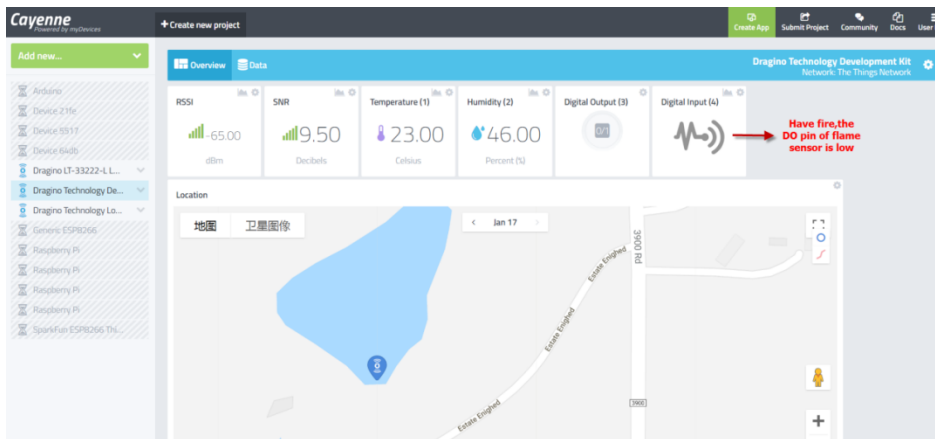 Cayenne
Powered by myDevices
+ Create new project
Create App
Submit Project
Community
Docs
User
Add new...
Overview
Data
Dragino Technology Development Kit
Network: The Things Network
Arduino
Device 21fe
Device 5517
Device 64db
Dragino LT-33222-L L...
Dragino Technology De...
Dragino Technology Lo...
Generic ESP8266
Raspberry Pi
Raspberry Pi
Raspberry Pi
Raspberry Pi
SparkFun ESP8266 Thi...
RSSI
-65.00
dBm
SNR
9.50
Decibels
Temperature (1)
23.00
Celsius
Humidity (2)
46.00
Percent (%)
Digital Output (3)
0/1
Digital Input (4)
Have fire,the
DO pin of flame
sensor is low
Location
地图
卫星图像
< Jan 17 >
3900 Rd
Estate Enighed
Estate Enighed
Estate Enighed
3900
+